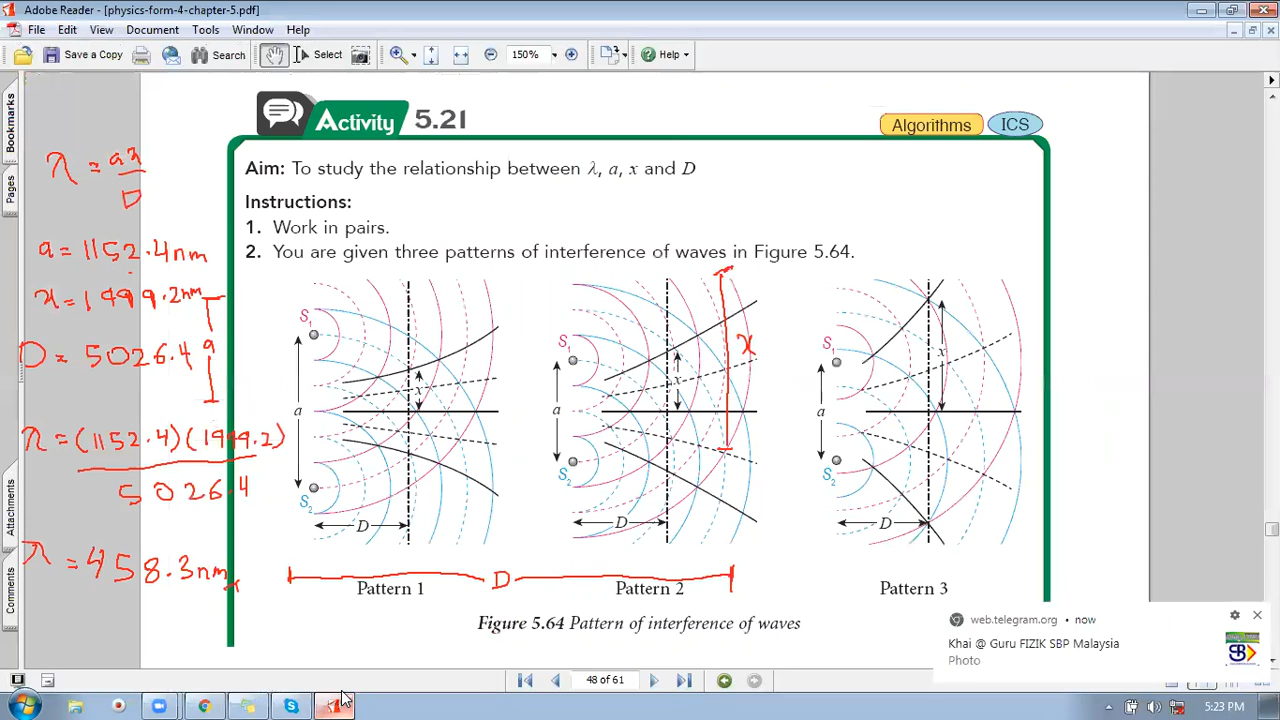 Adobe Reader - [physics-form-4-chapter-5.pdf]
File Edit View Document Tools Window Help
Save a Copy Search Select 150% Help
Bookmarks
Pages
Attachments
Comments
Activity 5.21
Algorithms ICS
Aim: To study the relationship between λ, a, x and D
Instructions:
1. Work in pairs.
2. You are given three patterns of interference of waves in Figure 5.64.
λ = ax
D
a = 1152.4nm
x = 1999.2nm
D = 5026.4
a
λ = (1152.4)(1999.2)
5026.4
λ = 458.3nm
S1
a
S2
x
D
Pattern 1
S1
a
S2
x
D
x
Pattern 2
D
S1
a
S2
x
D
Pattern 3
Figure 5.64 Pattern of interference of waves
web.telegram.org • now
Khai @ Guru FIZIK SBP Malaysia
Photo
48 of 61
5:23 PM